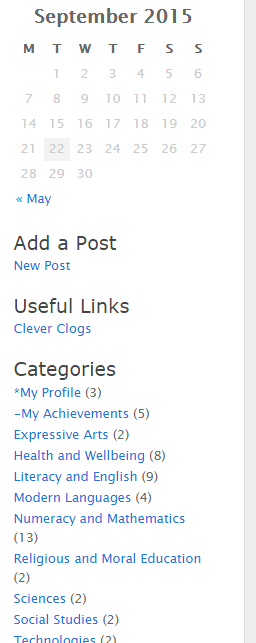 September 2015
M T W T F S S
1 2 3 4 5 6
7 8 9 10 11 12 13
14 15 16 17 18 19 20
21 22 23 24 25 26 27
28 29 30
« May
Add a Post
New Post
Useful Links
Clever Clogs
Categories
*My Profile (3)
-My Achievements (5)
Expressive Arts (2)
Health and Wellbeing (8)
Literacy and English (9)
Modern Languages (4)
Numeracy and Mathematics
(13)
Religious and Moral Education
(2)
Sciences (2)
Social Studies (2)
Technologies (2)